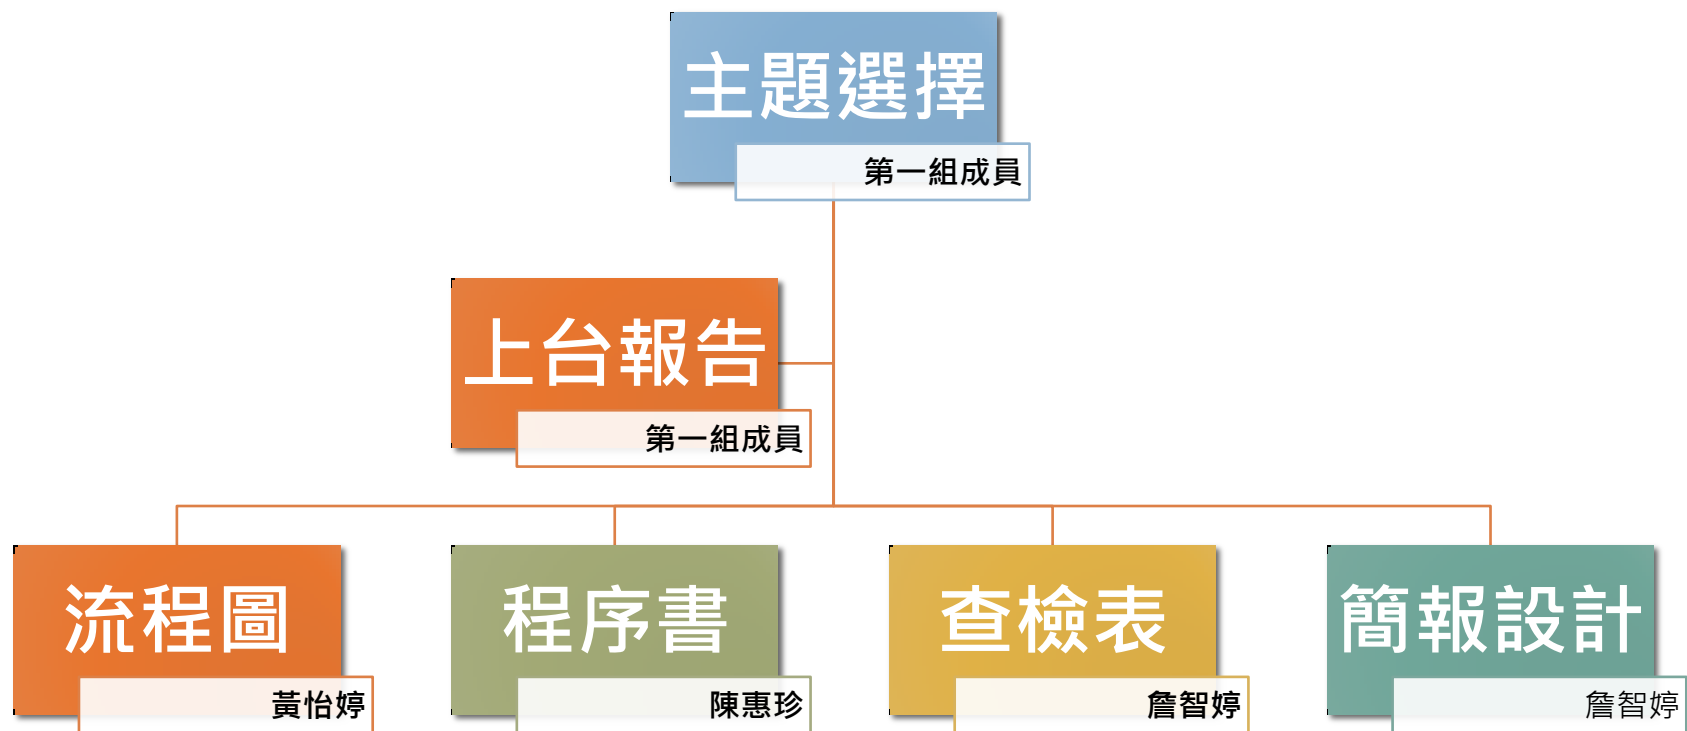 主題選擇
第一組成員
上台報告
第一組成員
流程圖
黃怡婷
程序書
陳惠珍
查檢表
詹智婷
簡報設計
詹智婷